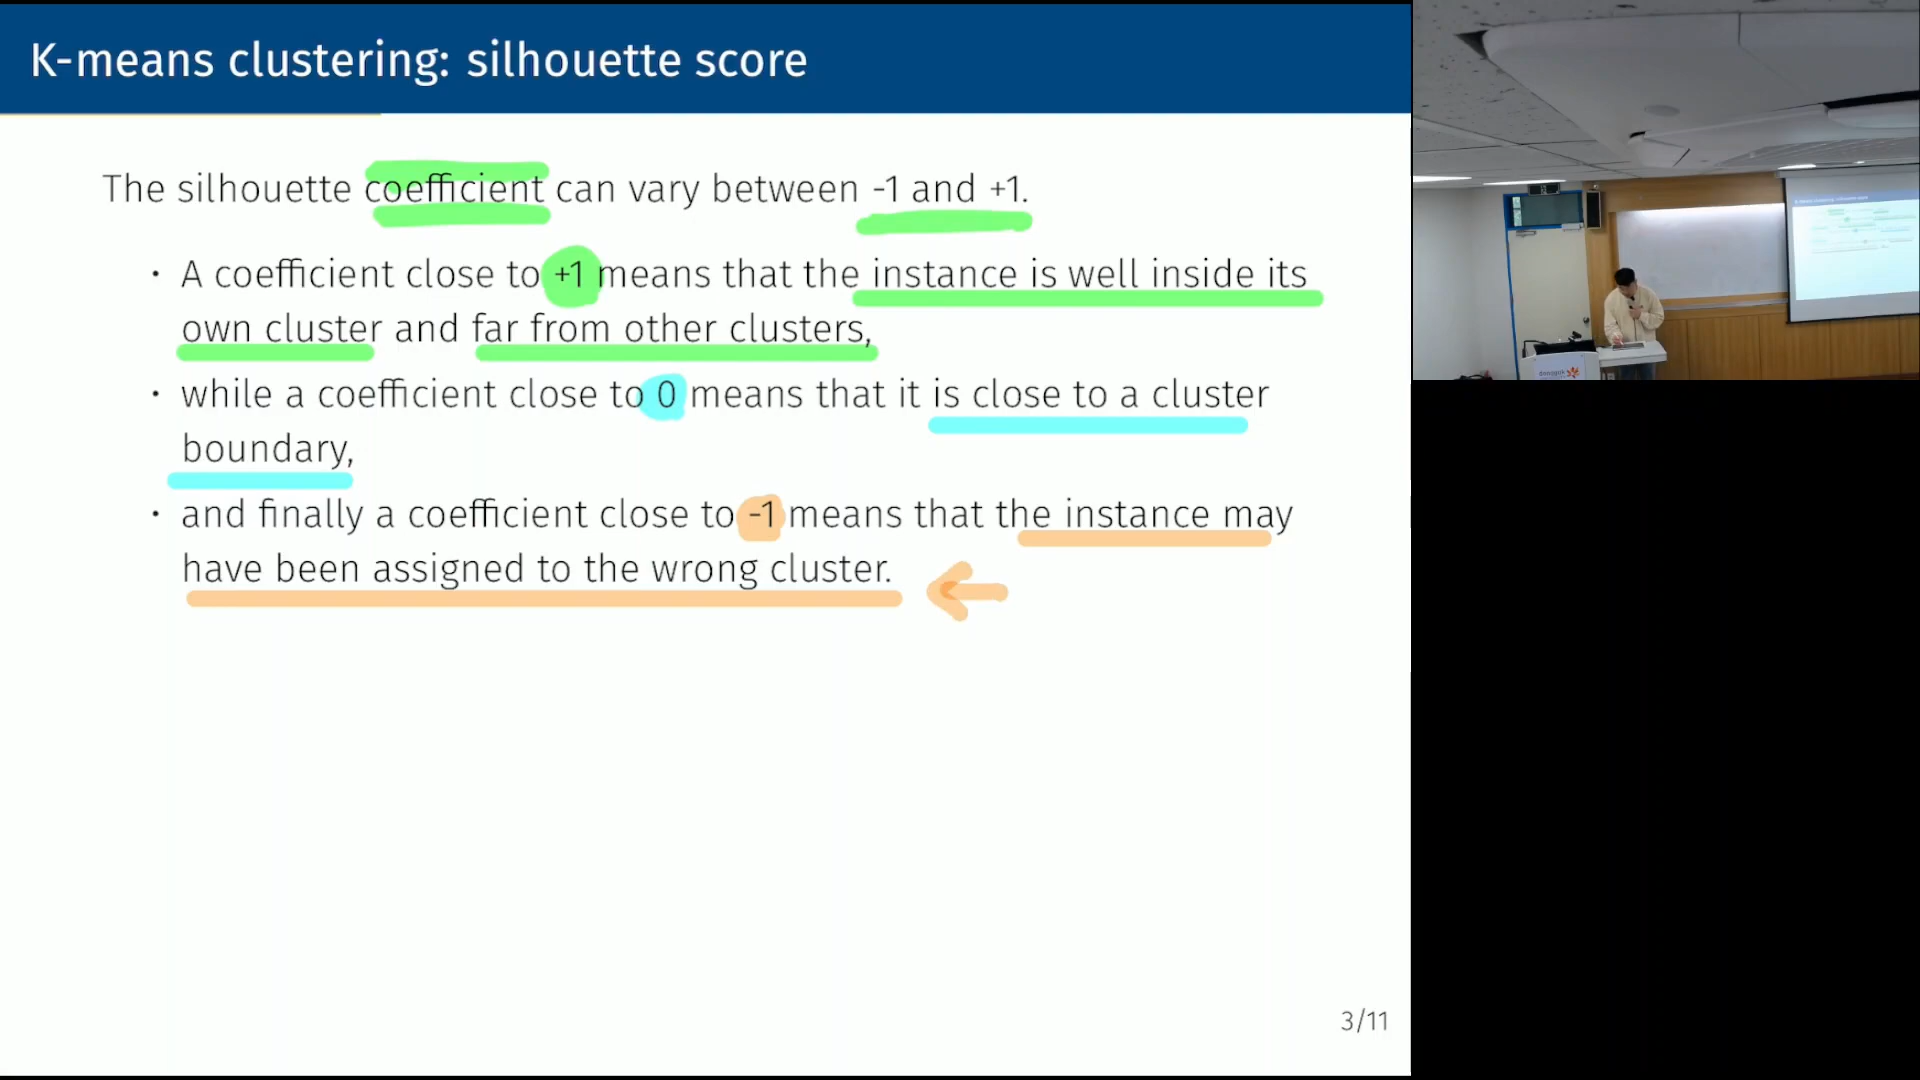 K-means clustering: silhouette score
The silhouette coefficient can vary between -1 and +1.
· A coefficient close to +1 means that the instance is well inside its
own cluster and far from other clusters,
· while a coefficient close to 0 means that it is close to a cluster
boundary,
· and finally a coefficient close to -1 means that the instance may
have been assigned to the wrong cluster.
3/11
dongguk